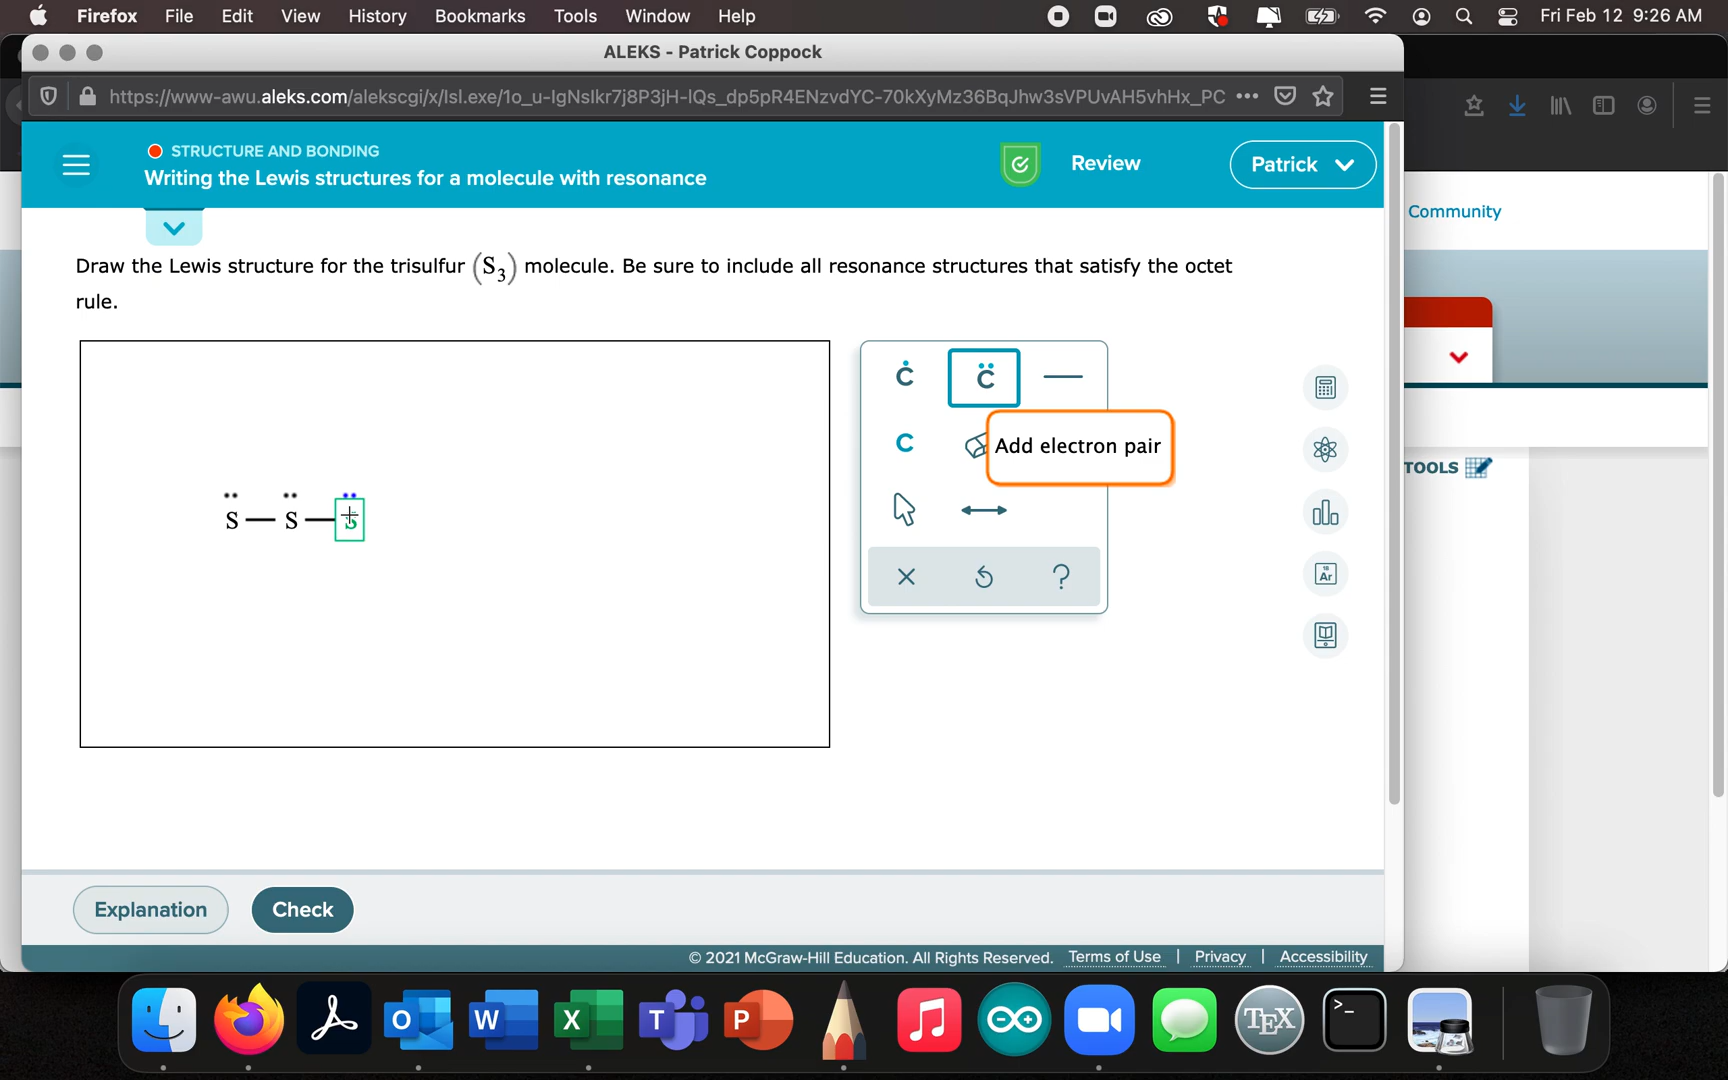 Firefox File Edit View History Bookmarks Tools Window Help Fri Feb 12 9:26 AM
ALEKS - Patrick Coppock
https://www-awu.aleks.com/alekscgi/x/Isl.exe/1o_u-IgNslkr7j8P3jH-lQs_dp5pR4ENzvdYC-70kXyMz36BqJhw3sVPUvAH5vhHx_PC
STRUCTURE AND BONDING
Writing the Lewis structures for a molecule with resonance
Review
Patrick
Community
Draw the Lewis structure for the trisulfur (S₃) molecule. Be sure to include all resonance structures that satisfy the octet
rule.
C C
C
Add electron pair
TOOLS
S — S — S
?
18
Ar
Explanation Check
© 2021 McGraw-Hill Education. All Rights Reserved. Terms of Use | Privacy | Accessibility
O W X T P TEX >_